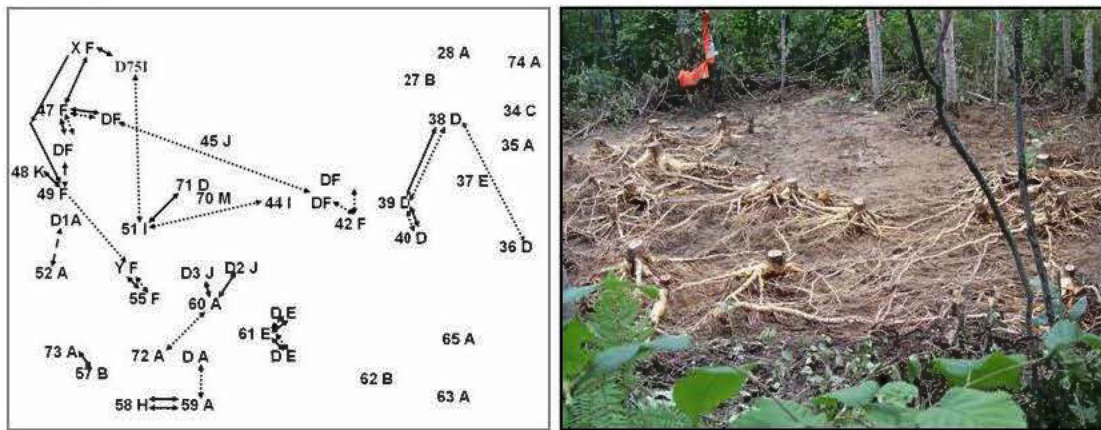 X F
28 A
74 A
D75I
27 B
47 F
DF
34 C
38 D
45 J
35 A
DF
48 K
49 F
71 D
70 M
DF
37 E
44 I
DF
39 D
D1A
51 I
42 F
40 D
36 D
52 A
Y F
D3 J
D2 J
55 F
60 A
D E
61 E
65 A
73 A
72 A
D A
D E
57 B
62 B
58 H
59 A
63 A